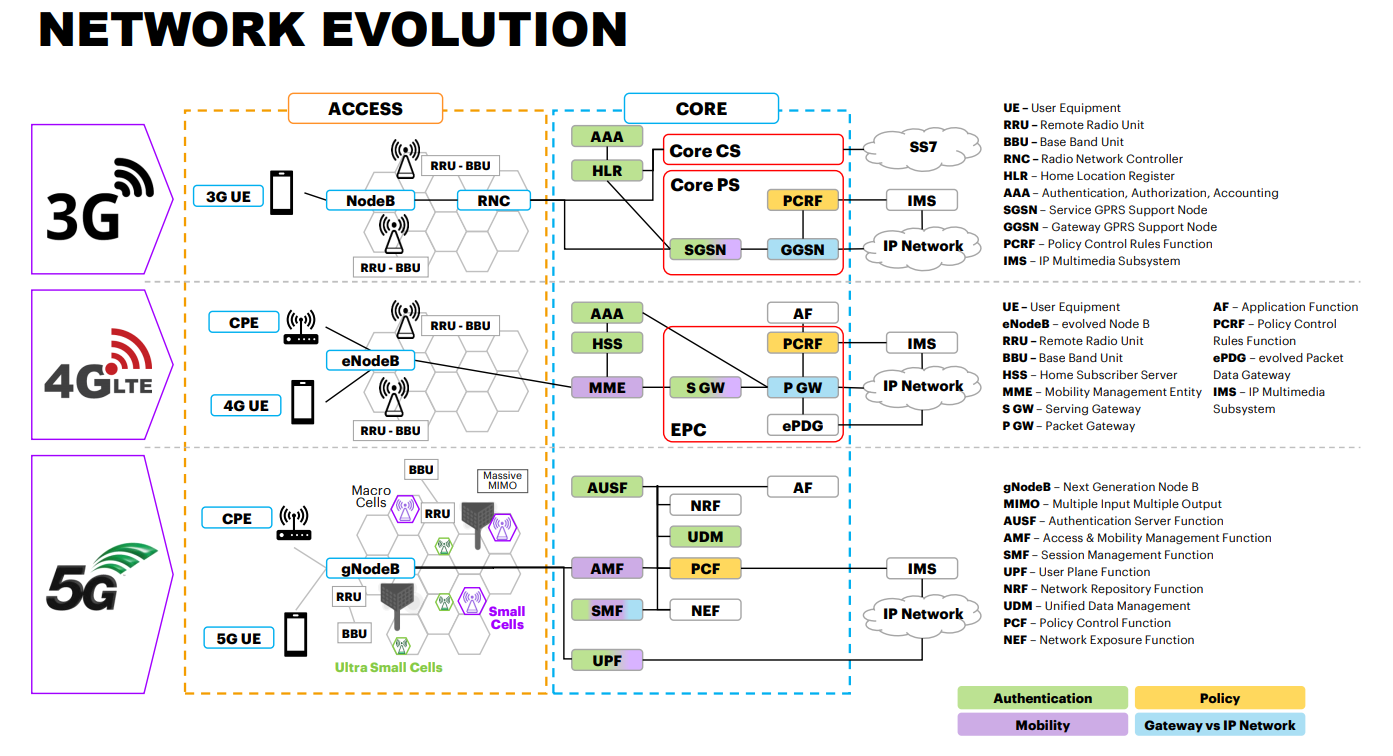 NETWORK EVOLUTION
ACCESS
CORE
3G
3G UE
NodeB
RNC
RRU - BBU
RRU - BBU
AAA
HLR
Core CS
Core PS
PCRF
SGSN
GGSN
SS7
IMS
IP Network
UE – User Equipment
RRU – Remote Radio Unit
BBU – Base Band Unit
RNC – Radio Network Controller
HLR – Home Location Register
AAA – Authentication, Authorization, Accounting
SGSN – Service GPRS Support Node
GGSN – Gateway GPRS Support Node
PCRF – Policy Control Rules Function
IMS – IP Multimedia Subsystem
4G LTE
CPE
4G UE
eNodeB
RRU - BBU
RRU - BBU
AAA
HSS
MME
S GW
EPC
AF
PCRF
P GW
ePDG
IMS
IP Network
UE – User Equipment
eNodeB – evolved Node B
RRU – Remote Radio Unit
BBU – Base Band Unit
HSS – Home Subscriber Server
MME – Mobility Management Entity
S GW – Serving Gateway
P GW – Packet Gateway
AF – Application Function
PCRF – Policy Control
Rules Function
ePDG – evolved Packet
Data Gateway
IMS – IP Multimedia
Subsystem
5G
CPE
5G UE
gNodeB
BBU
Macro
Cells
RRU
Massive
MIMO
RRU
BBU
Small
Cells
Ultra Small Cells
AUSF
AF
NRF
UDM
AMF
PCF
SMF
NEF
UPF
IMS
IP Network
gNodeB – Next Generation Node B
MIMO – Multiple Input Multiple Output
AUSF – Authentication Server Function
AMF – Access & Mobility Management Function
SMF – Session Management Function
UPF – User Plane Function
NRF – Network Repository Function
UDM – Unified Data Management
PCF – Policy Control Function
NEF – Network Exposure Function
Authentication
Policy
Mobility
Gateway vs IP Network